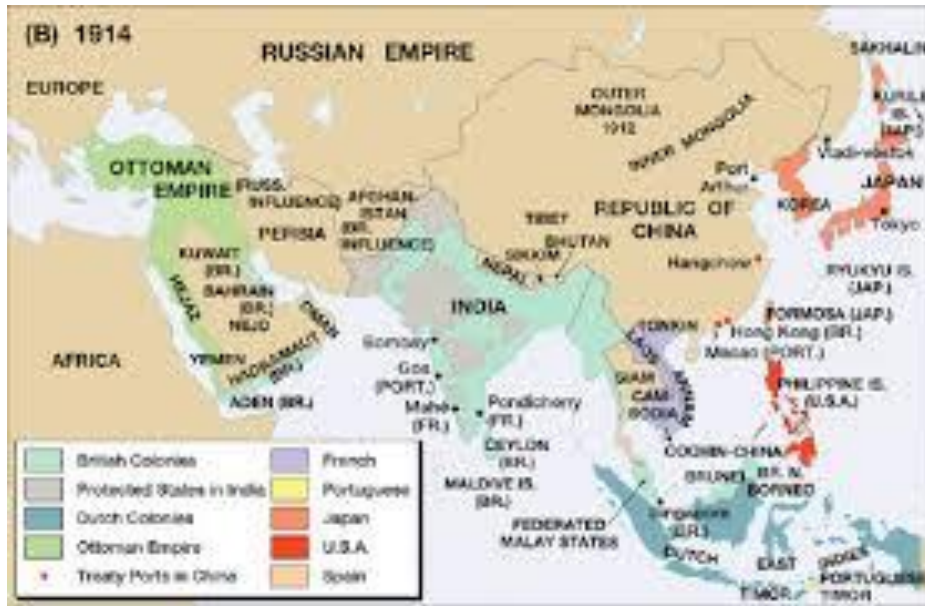 (B) 1914
RUSSIAN EMPIRE
SAKHALIN
EUROPE
OUTER
MONGOLIA
1912
KURILE
IS.
(JAP.)
INNER MONGOLIA
Vladivostok
OTTOMAN
EMPIRE
(RUSS.
INFLUENCE)
AFGHAN-
ISTAN
(BR.
INFLUENCE)
Port
Arthur
JAPAN
KOREA
REPUBLIC OF
CHINA
Tokyo
PERSIA
TIBET
BHUTAN
SIKKIM
NEPAL
KUWAIT
(BR.)
Hangchow
HEJAZ
BAHRAIN
(BR.)
NEJD
OMAN
INDIA
RYUKYU IS.
(JAP.)
FORMOSA (JAP.)
TONKIN
Hong Kong (BR.)
Macao (PORT.)
LAOS
Bombay
AFRICA
YEMEN
HADRAMAUT
(BR.)
SIAM
ANNAM
Goa
(PORT.)
CAM-
BODIA
PHILIPPINE IS.
(U.S.A.)
ADEN (BR.)
Mahé
(FR.)
Pondicherry
(FR.)
COCHIN-CHINA
CEYLON
(BR.)
BRUNEI
BR. N.
BORNEO
MALDIVE IS.
(BR.)
Singapore
(BR.)
FEDERATED
MALAY STATES
DUTCH
EAST
INDIES
PORTUGUESE
TIMOR
TIMOR
British Colonies
French
Protected States in India
Portuguese
Dutch Colonies
Japan
Ottoman Empire
U.S.A.
Treaty Ports in China
Spain